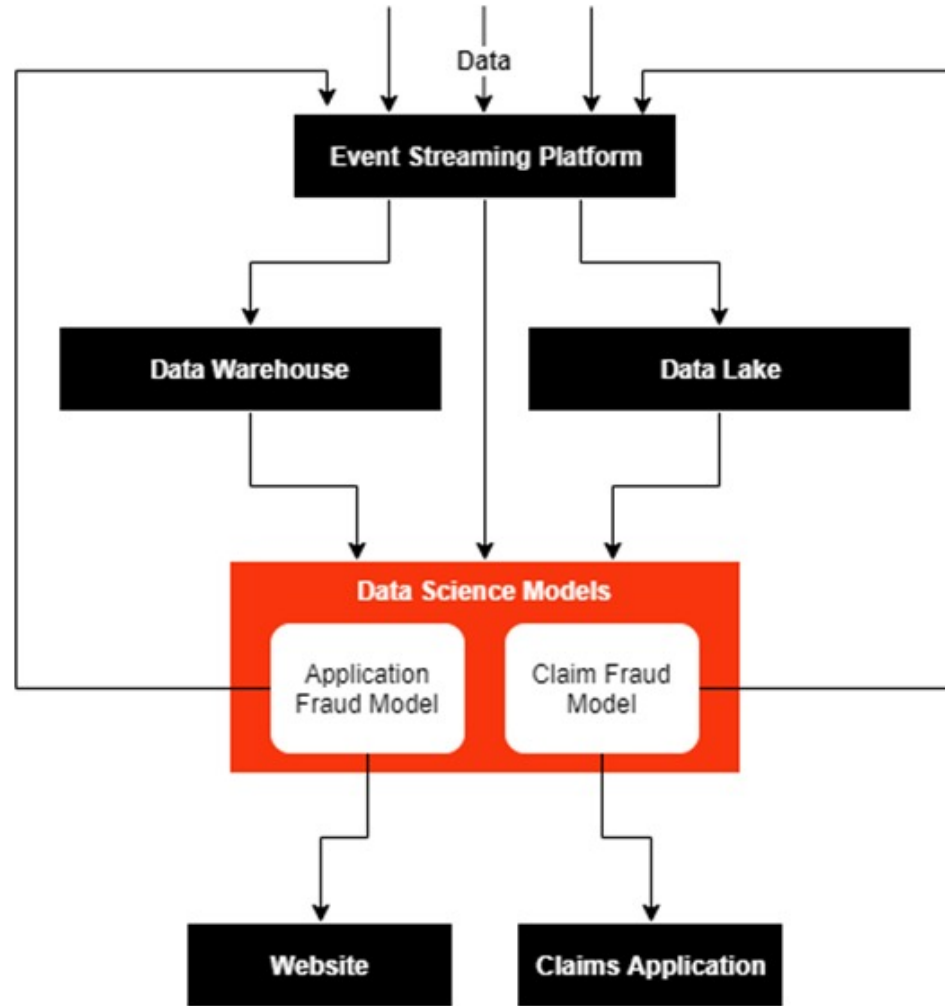 Data
Event Streaming Platform
Data Warehouse
Data Lake
Data Science Models
Application
Fraud Model
Claim Fraud
Model
Website
Claims Application